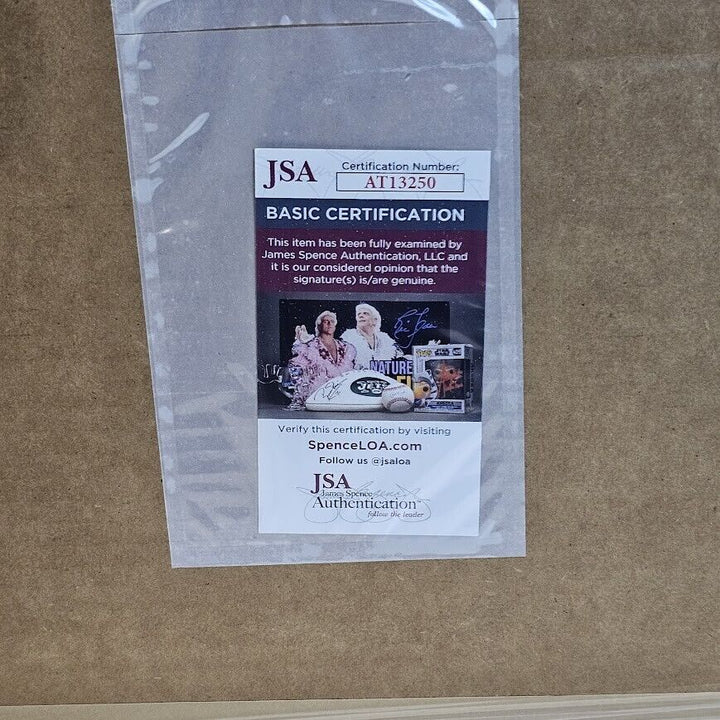 JSA
Certification Number:
AT13250
BASIC CERTIFICATION
This item has been fully examined by
James Spence Authentication, LLC and
it is our considered opinion that the
signature(s) is/are genuine.
NATURE
JETS
Verify this certification by visiting
SpenceLOA.com
Follow us @jsaloa
JSA
James Spence
Authentication™
follow the leader